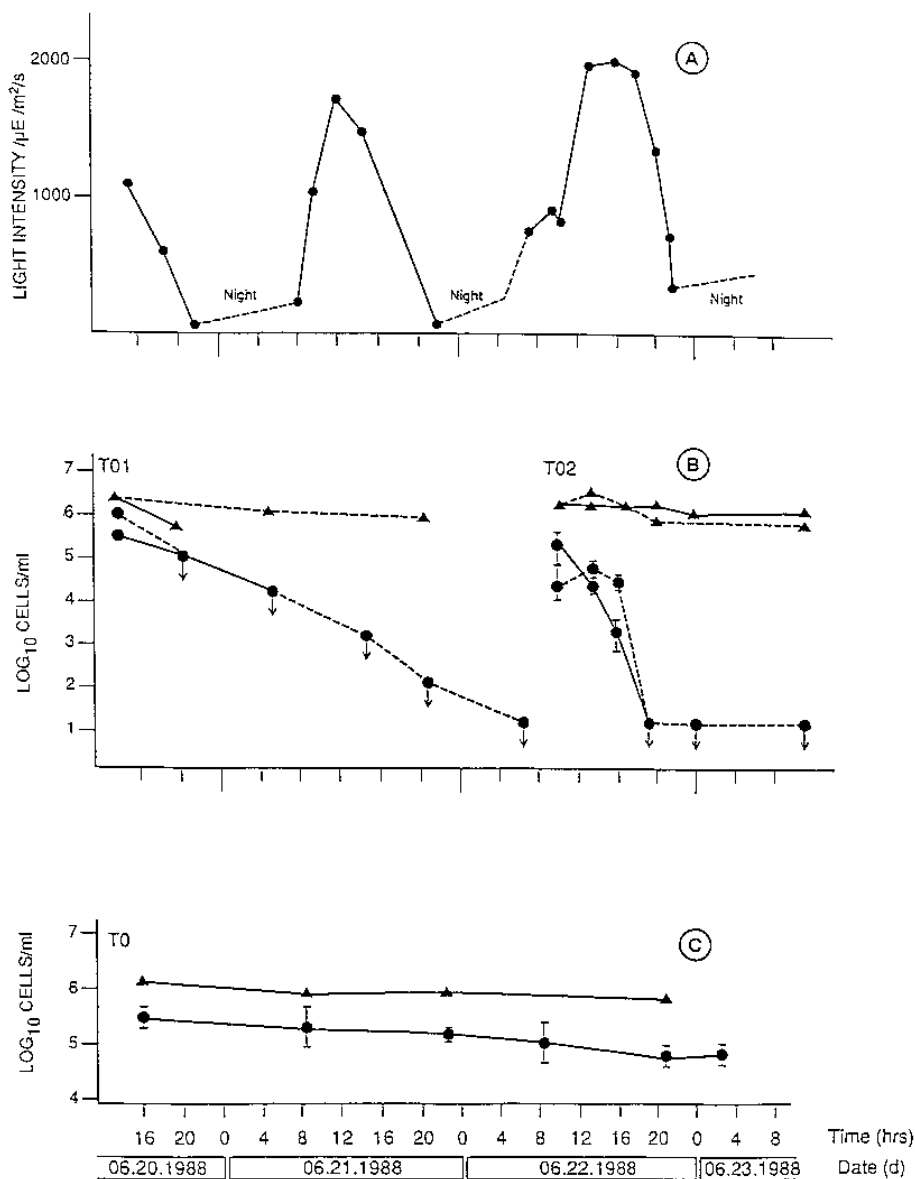 A
2000
1000
LIGHT INTENSITY /µE /m²/s
Night
Night
Night
B
T01
T02
7
6
5
4
3
2
1
LOG10 CELLS/ml
C
T0
7
6
5
4
LOG10 CELLS/ml
16 20 0 4 8 12 16 20 0 4 8 12 16 20 0 4 8 Time (hrs)
06.20.1988 06.21.1988 06.22.1988 06.23.1988 Date (d)